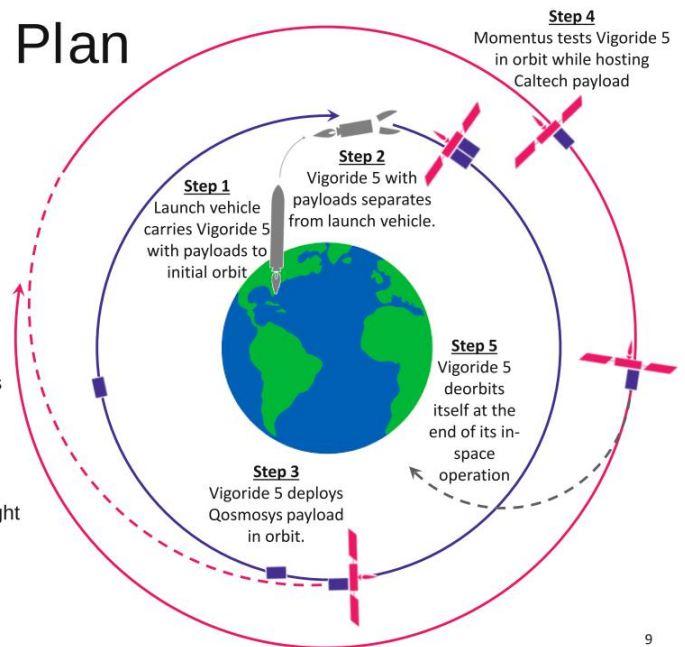 Plan
Step 4
Momentus tests Vigoride 5
in orbit while hosting
Caltech payload
Step 2
Vigoride 5 with
payloads separates
from launch vehicle.
Step 1
Launch vehicle
carries Vigoride 5
with payloads to
initial orbit
Step 5
Vigoride 5
deorbits
itself at the
end of its in-
space
operation
Step 3
Vigoride 5 deploys
Qosmosys payload
in orbit.
9